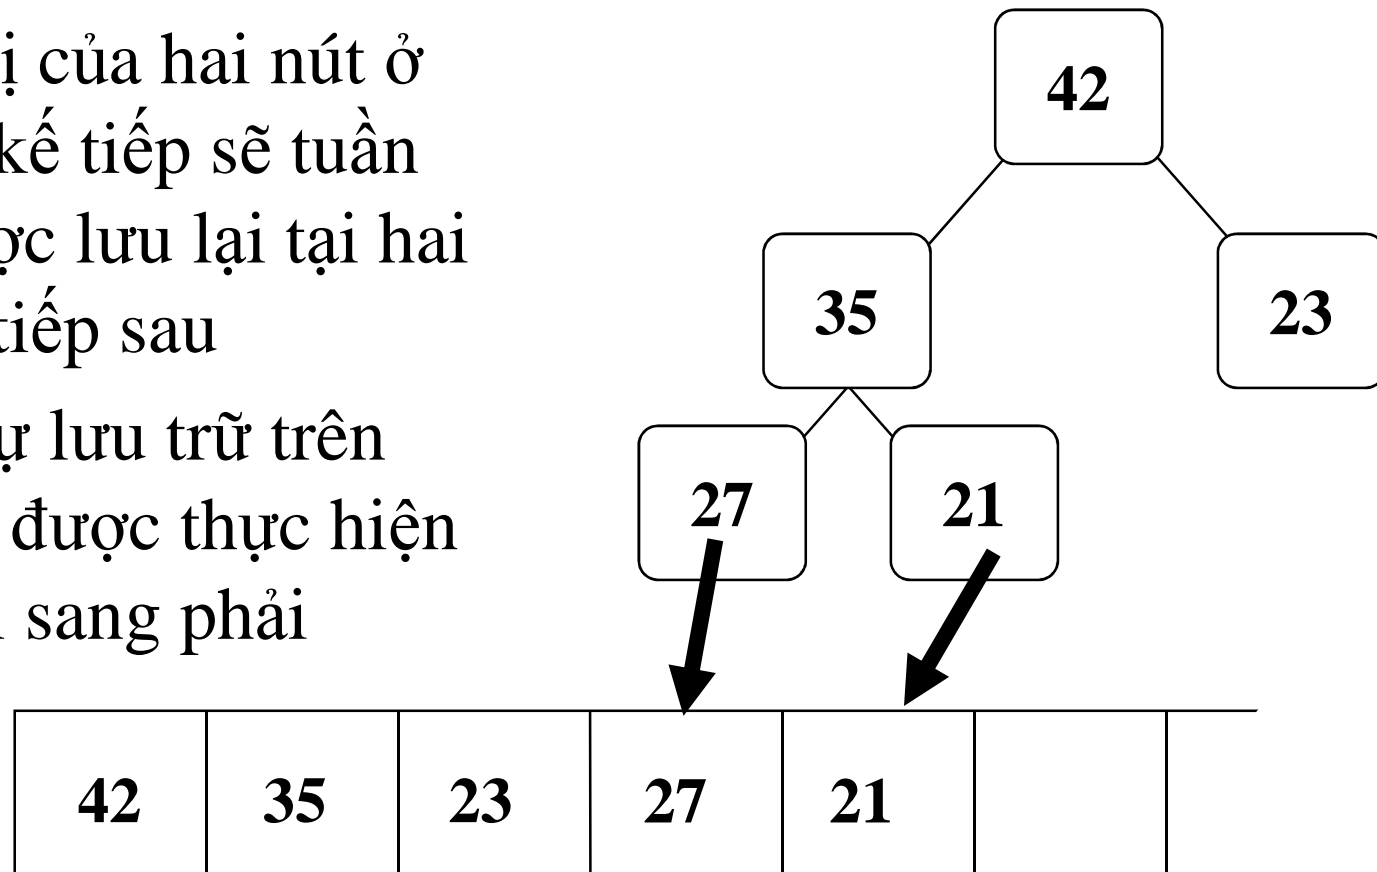 ị của hai nút ở
kế tiếp sẽ tuần
ợc lưu lại tại hai
tiếp sau
ự lưu trữ trên
được thực hiện
sang phải
42
35
23
27
21
42 35 23 27 21